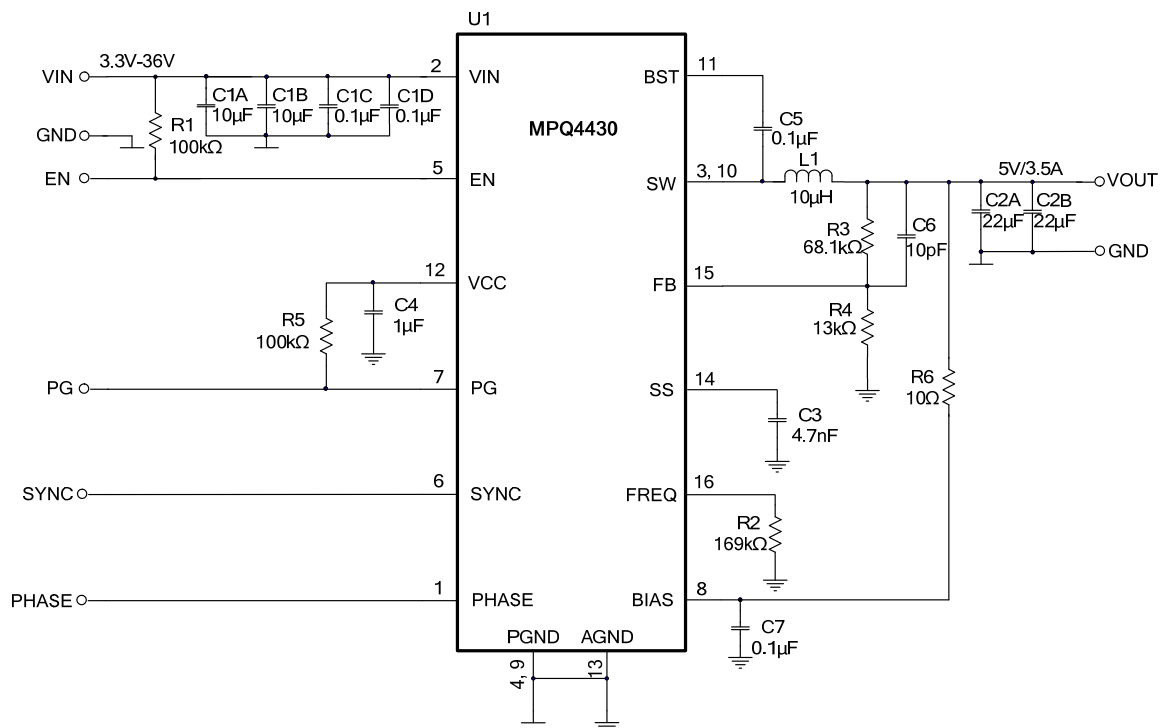 U1
3.3V-36V
VIN
2
VIN
BST
11
C1A
10µF
C1B
10µF
C1C
0.1µF
C1D
0.1µF
MPQ4430
C5
0.1µF
GND
R1
100kΩ
L1
10µH
EN
5
EN
SW
3, 10
5V/3.5A
VOUT
C2A
22µF
C2B
22µF
R3
68.1kΩ
C6
10pF
GND
12
VCC
FB
15
C4
1µF
R5
100kΩ
R4
13kΩ
PG
7
PG
SS
14
R6
10Ω
C3
4.7nF
SYNC
6
SYNC
FREQ
16
R2
169kΩ
PHASE
1
PHASE
BIAS
8
C7
0.1µF
PGND
AGND
4, 9
13